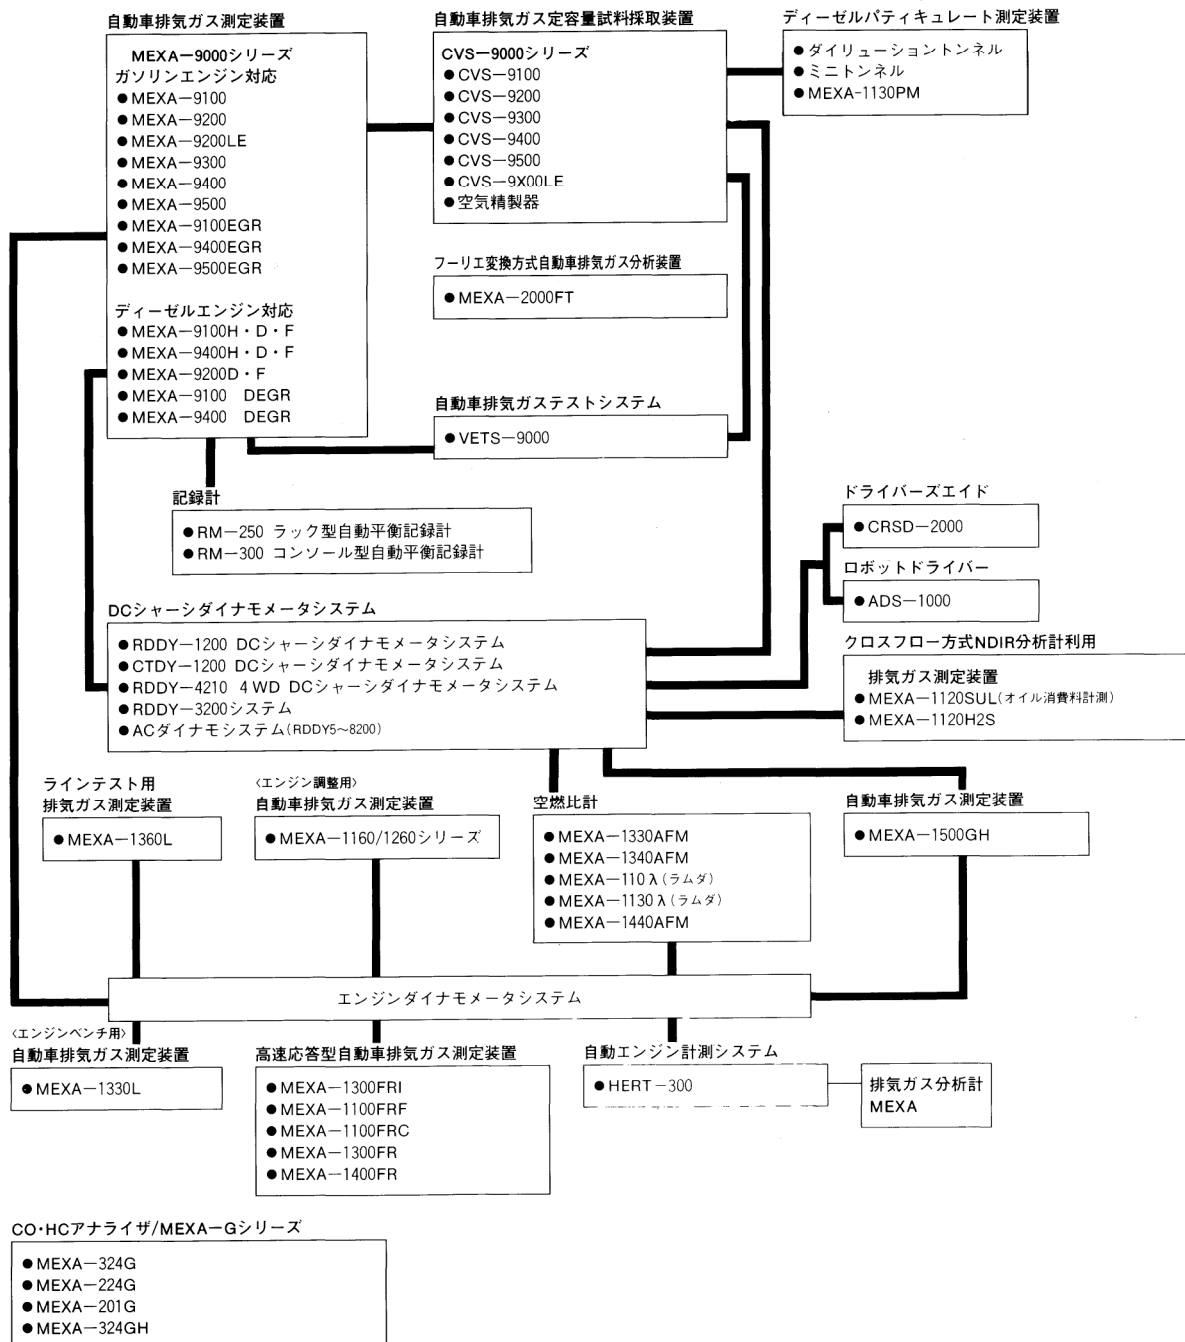 自動車排気ガス測定装置
MEXA－9000シリーズ
ガソリンエンジン対応
●MEXA－9100
●MEXA－9200
●MEXA－9200LE
●MEXA－9300
●MEXA－9400
●MEXA－9500
●MEXA－9100EGR
●MEXA－9400EGR
●MEXA－9500EGR
ディーゼルエンジン対応
●MEXA－9100H・D・F
●MEXA－9400H・D・F
●MEXA－9200D・F
●MEXA－9100 DEGR
●MEXA－9400 DEGR
自動車排気ガス定容量試料採取装置
CVS－9000シリーズ
●CVS－9100
●CVS－9200
●CVS－9300
●CVS－9400
●CVS－9500
●CVS－9X00LE
●空気精製器
ディーゼルパティキュレート測定装置
●ダイリューショントンネル
●ミニトンネル
●MEXA-1130PM
フーリエ変換方式自動車排気ガス分析装置
●MEXA－2000FT
自動車排気ガステストシステム
●VETS－9000
記録計
●RM－250 ラック型自動平衡記録計
●RM－300 コンソール型自動平衡記録計
ドライバーズエイド
●CRSD－2000
ロボットドライバー
●ADS－1000
DCシャーシダイナモメータシステム
●RDDY－1200 DCシャーシダイナモメータシステム
●CTDY－1200 DCシャーシダイナモメータシステム
●RDDY－4210 4WD DCシャーシダイナモメータシステム
●RDDY－3200システム
●ACダイナモシステム(RDDY5～8200)
クロスフロー方式NDIR分析計利用
排気ガス測定装置
●MEXA－1120SUL(オイル消費料計測)
●MEXA－1120H2S
ラインテスト用
排気ガス測定装置
●MEXA－1360L
〈エンジン調整用〉
自動車排気ガス測定装置
●MEXA－1160/1260シリーズ
空燃比計
●MEXA－1330AFM
●MEXA－1340AFM
●MEXA－110λ(ラムダ)
●MEXA－1130λ(ラムダ)
●MEXA－1440AFM
自動車排気ガス測定装置
●MEXA－1500GH
エンジンダイナモメータシステム
〈エンジンベンチ用〉
自動車排気ガス測定装置
●MEXA－1330L
高速応答型自動車排気ガス測定装置
●MEXA－1300FRI
●MEXA－1100FRF
●MEXA－1100FRC
●MEXA－1300FR
●MEXA－1400FR
自動エンジン計測システム
●HERT－300
排気ガス分析計
MEXA
CO・HCアナライザ/MEXA－Gシリーズ
●MEXA－324G
●MEXA－224G
●MEXA－201G
●MEXA－324GH